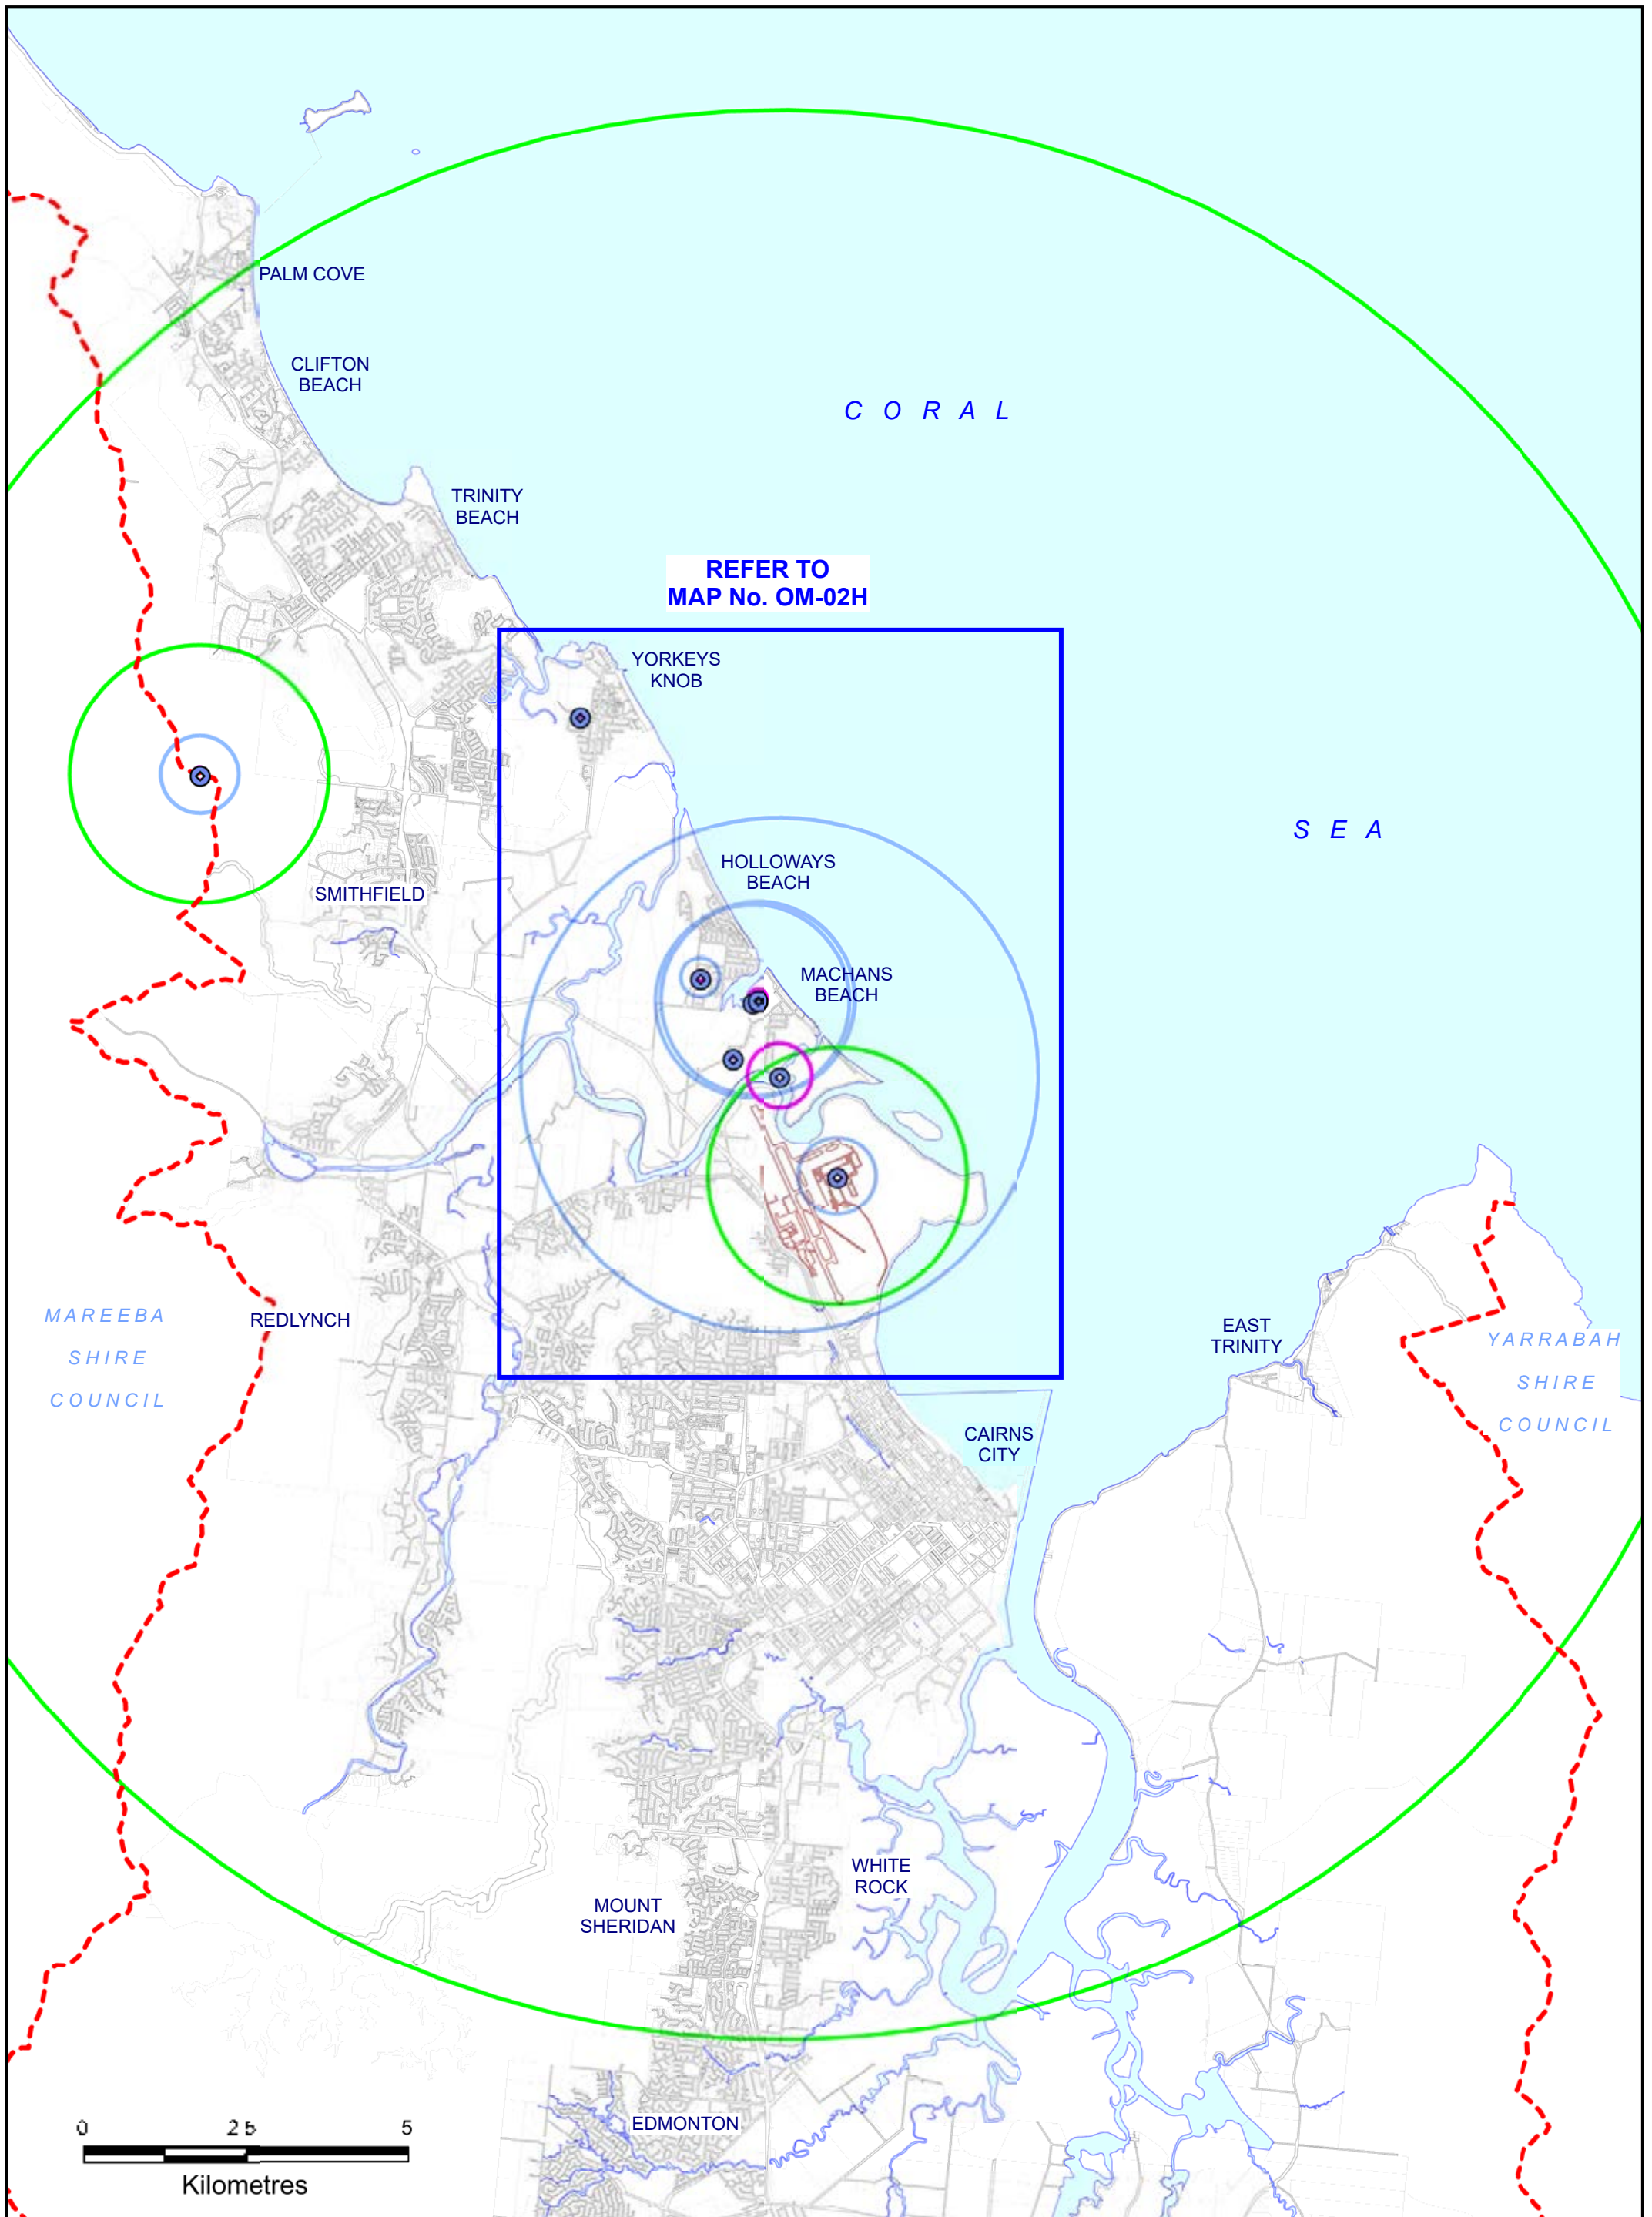 PALM COVE
CLIFTON
BEACH
C O R A L
TRINITY
BEACH
REFER TO
MAP No. OM-02H
YORKEYS
KNOB
S E A
HOLLOWAYS
BEACH
SMITHFIELD
MACHANS
BEACH
MAREEBA
SHIRE
COUNCIL
REDLYNCH
EAST
TRINITY
YARRABAH
SHIRE
COUNCIL
CAIRNS
CITY
WHITE
ROCK
MOUNT
SHERIDAN
EDMONTON
0 2.5 5
Kilometres